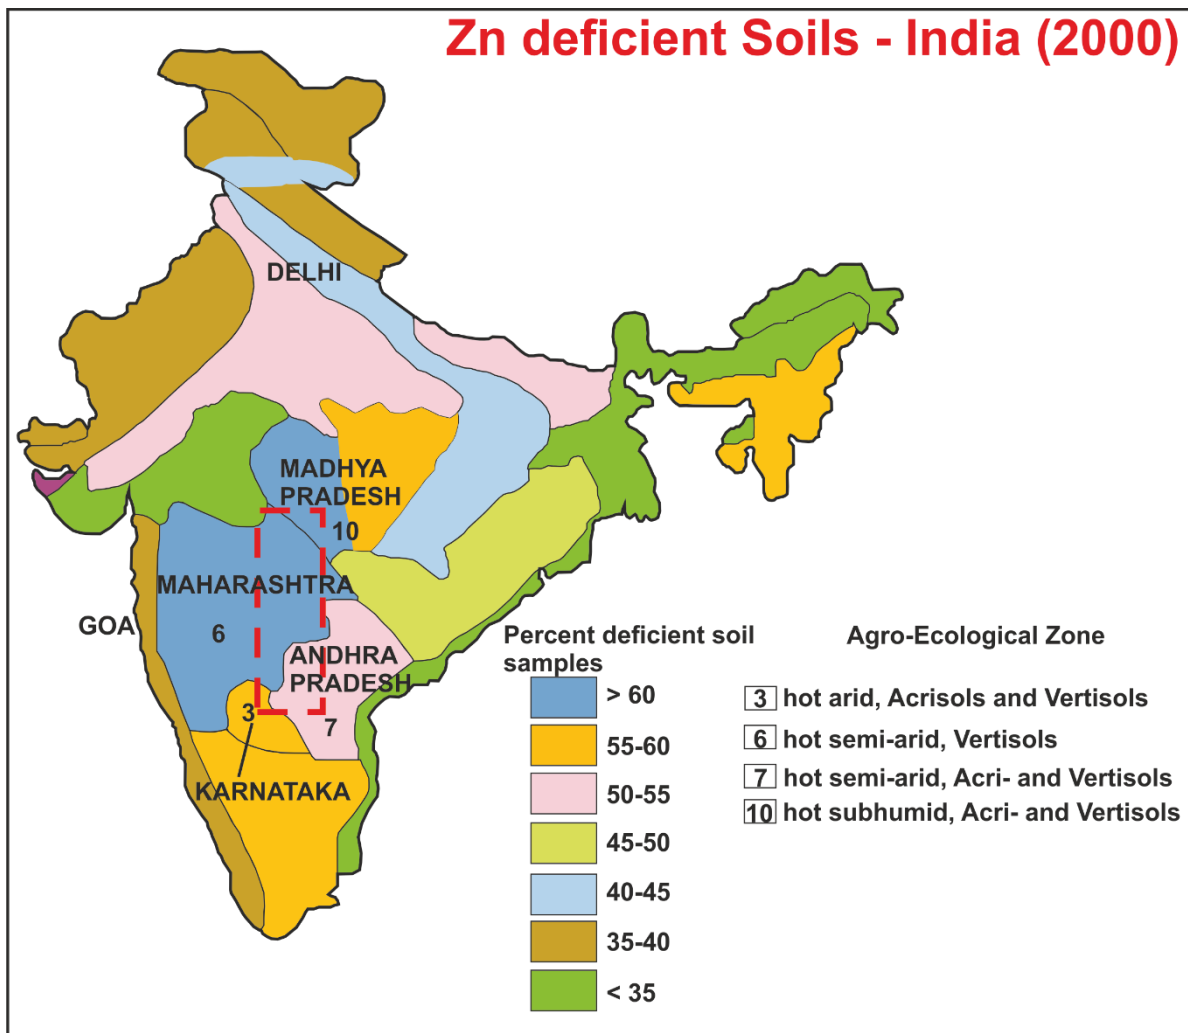 Zn deficient Soils - India (2000)
DELHI
MADHYA
PRADESH
10
MAHARASHTRA
GOA
6
ANDHRA
PRADESH
3
7
KARNATAKA
Percent deficient soil
samples
> 60
55-60
50-55
45-50
40-45
35-40
< 35
Agro-Ecological Zone
3 hot arid, Acrisols and Vertisols
6 hot semi-arid, Vertisols
7 hot semi-arid, Acri- and Vertisols
10 hot subhumid, Acri- and Vertisols